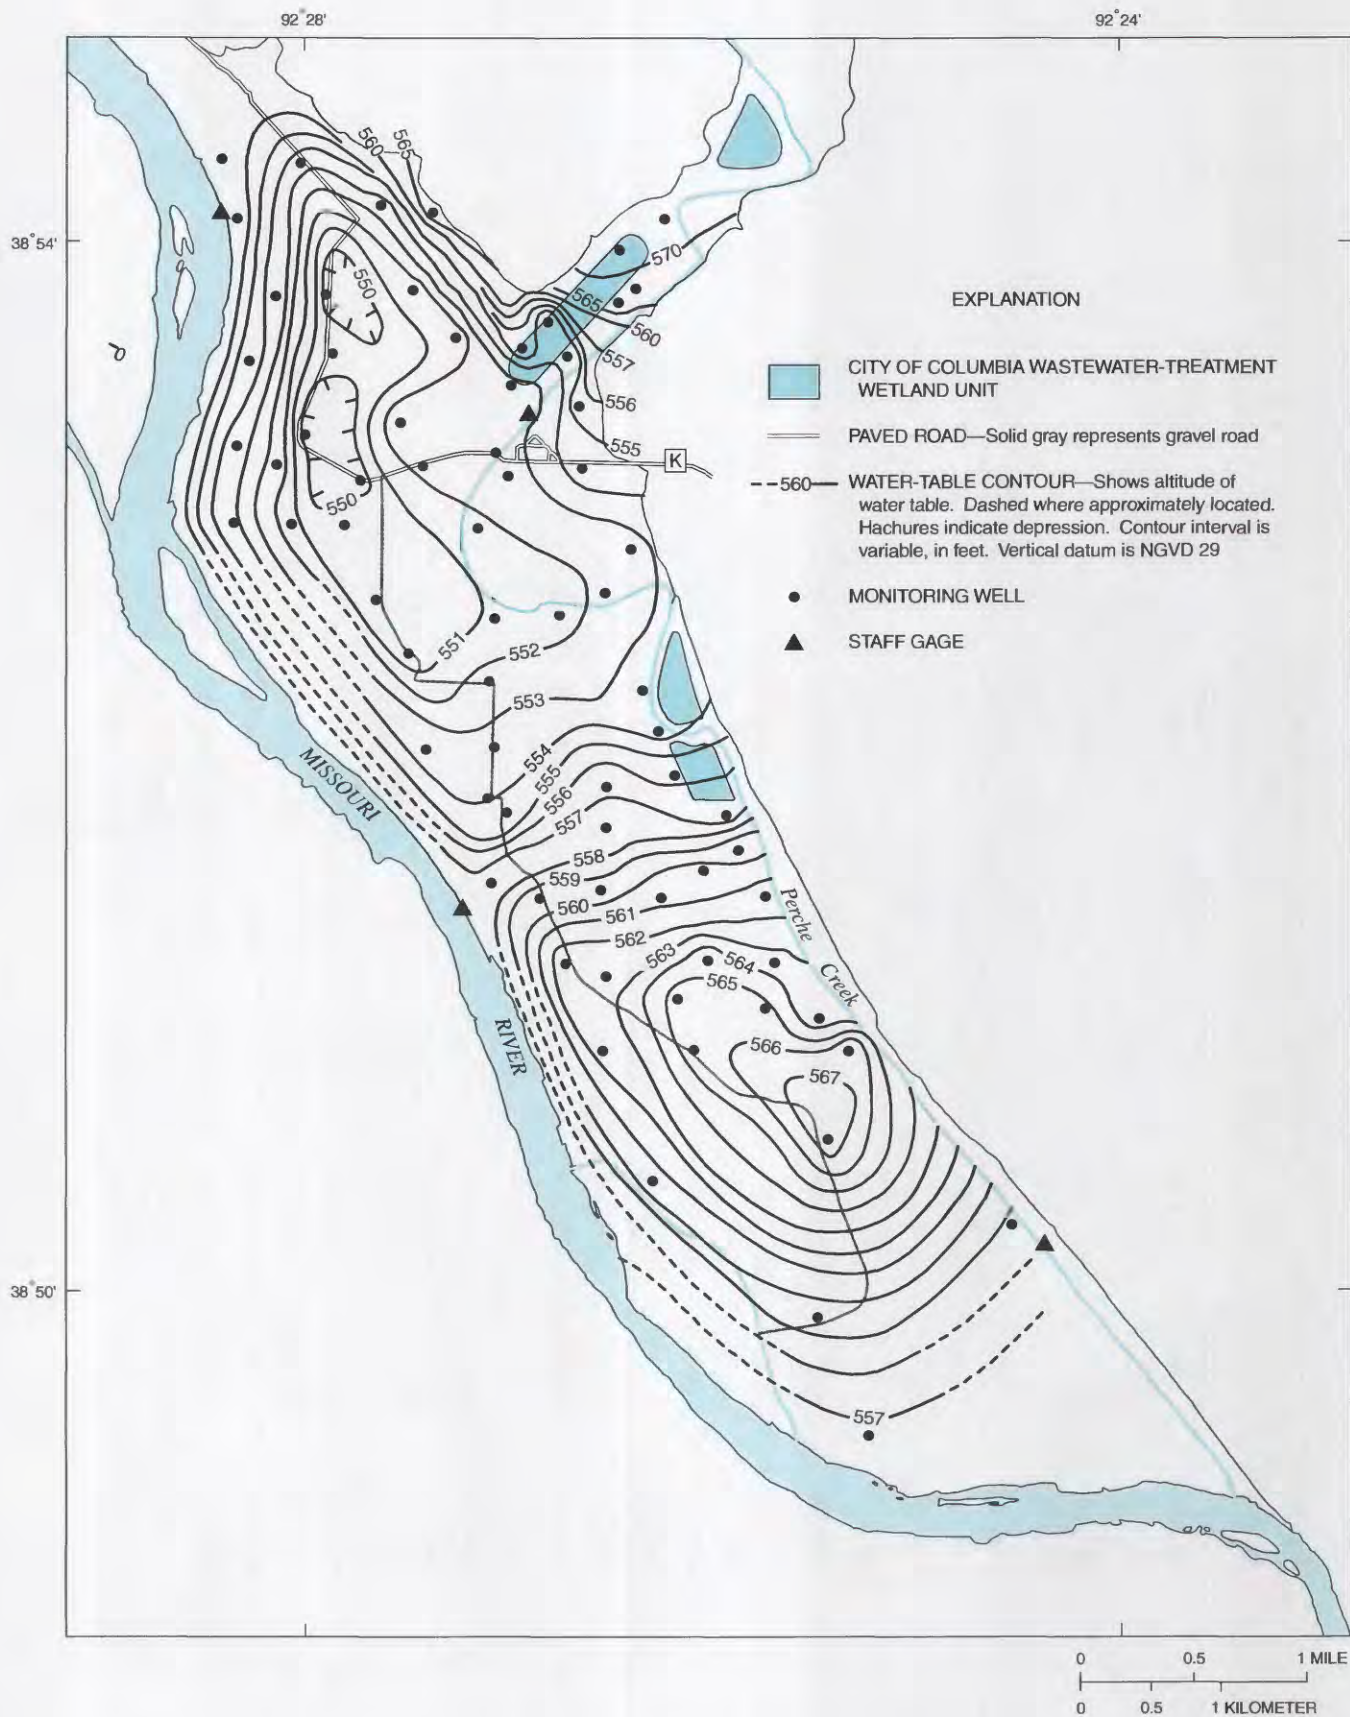 92°28'
92°24'
560
565
38°54'
570
550
565
560
557
556
555
K
550
551
552
553
554
555
556
557
558
559
560
561
562
563
564
565
566
567
557
MISSOURI
RIVER
Perche
Creek
38°50'
EXPLANATION
CITY OF COLUMBIA WASTEWATER-TREATMENT
WETLAND UNIT
PAVED ROAD—Solid gray represents gravel road
560
WATER-TABLE CONTOUR—Shows altitude of
water table. Dashed where approximately located.
Hachures indicate depression. Contour interval is
variable, in feet. Vertical datum is NGVD 29
MONITORING WELL
STAFF GAGE
0 0.5 1 MILE
0 0.5 1 KILOMETER